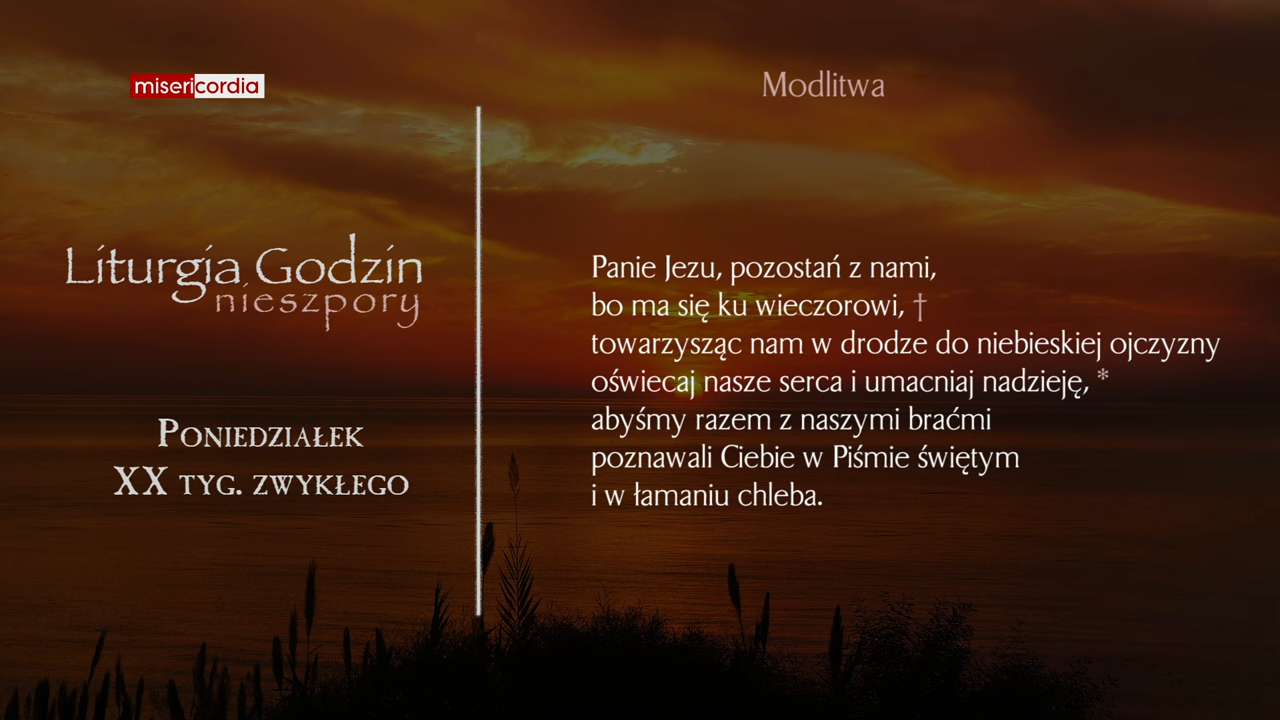 misericordia
Liturgia Godzin
nieszpory
Poniedziałek
XX tyg. zwykłego
Modlitwa
Panie Jezu, pozostań z nami,
bo ma się ku wieczorowi, †
towarzysząc nam w drodze do niebieskiej ojczyzny
oświecaj nasze serca i umacniaj nadzieję, *
abyśmy razem z naszymi braćmi
poznawali Ciebie w Piśmie świętym
i w łamaniu chleba.